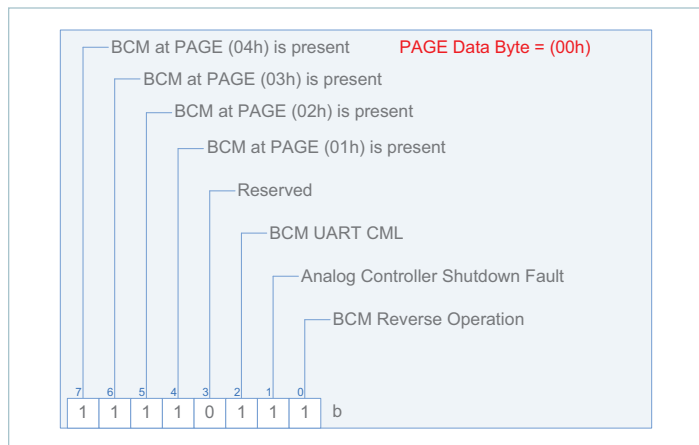 BCM at PAGE (04h) is present PAGE Data Byte = (00h)
BCM at PAGE (03h) is present
BCM at PAGE (02h) is present
BCM at PAGE (01h) is present
Reserved
BCM UART CML
Analog Controller Shutdown Fault
BCM Reverse Operation
7 6 5 4 3 2 1 0
1 1 1 1 0 1 1 1 b